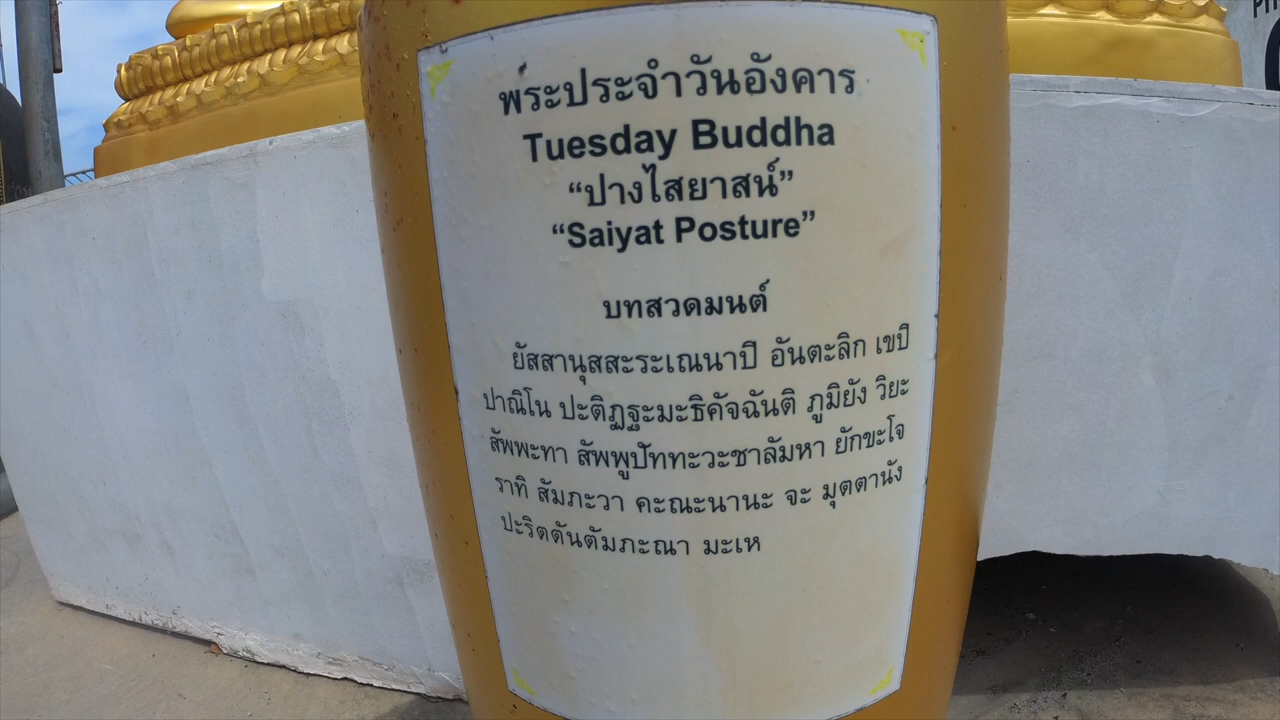 พระประจำวันอังคาร
Tuesday Buddha
“ปางไสยาสน์”
“Saiyat Posture”
บทสวดมนต์
ยัสสานุสสะระเณนาปี อันตะลิก เขปี
ปาณิโน ปะติฏฐะมะธิคัจฉันติ ภูมิยัง วิยะ
สัพพะทา สัพพูปัททะวะชาลัมหา ยักขะโจ
ราทิ สัมภะวา คะณะนานะ จะ มุตตานัง
ปะริตตันตัมภะณา มะเห